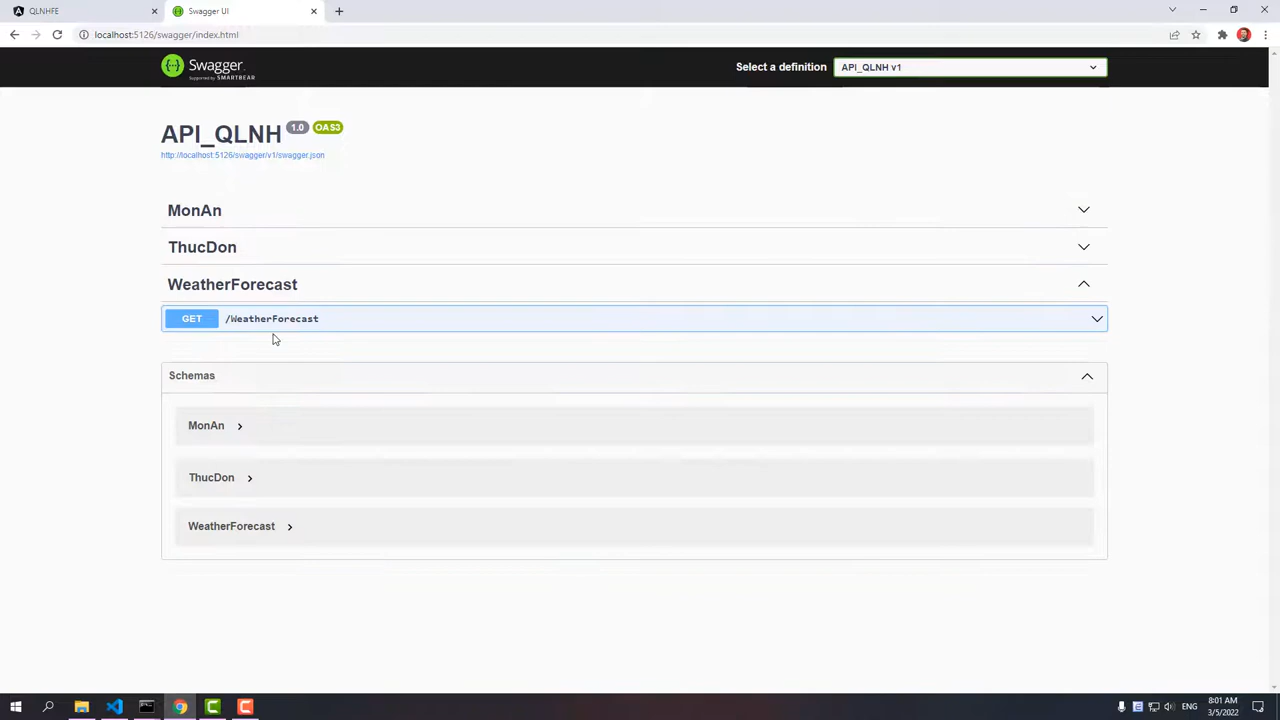 QLNHFE
Swagger UI
localhost:5126/swagger/index.html
Swagger
Supported by SMARTBEAR
Select a definition
API_QLNH v1
API_QLNH 1.0 OAS3
http://localhost:5126/swagger/v1/swagger.json
MonAn
ThucDon
WeatherForecast
GET /WeatherForecast
Schemas
MonAn
ThucDon
WeatherForecast
ENG
8:01 AM
3/5/2022